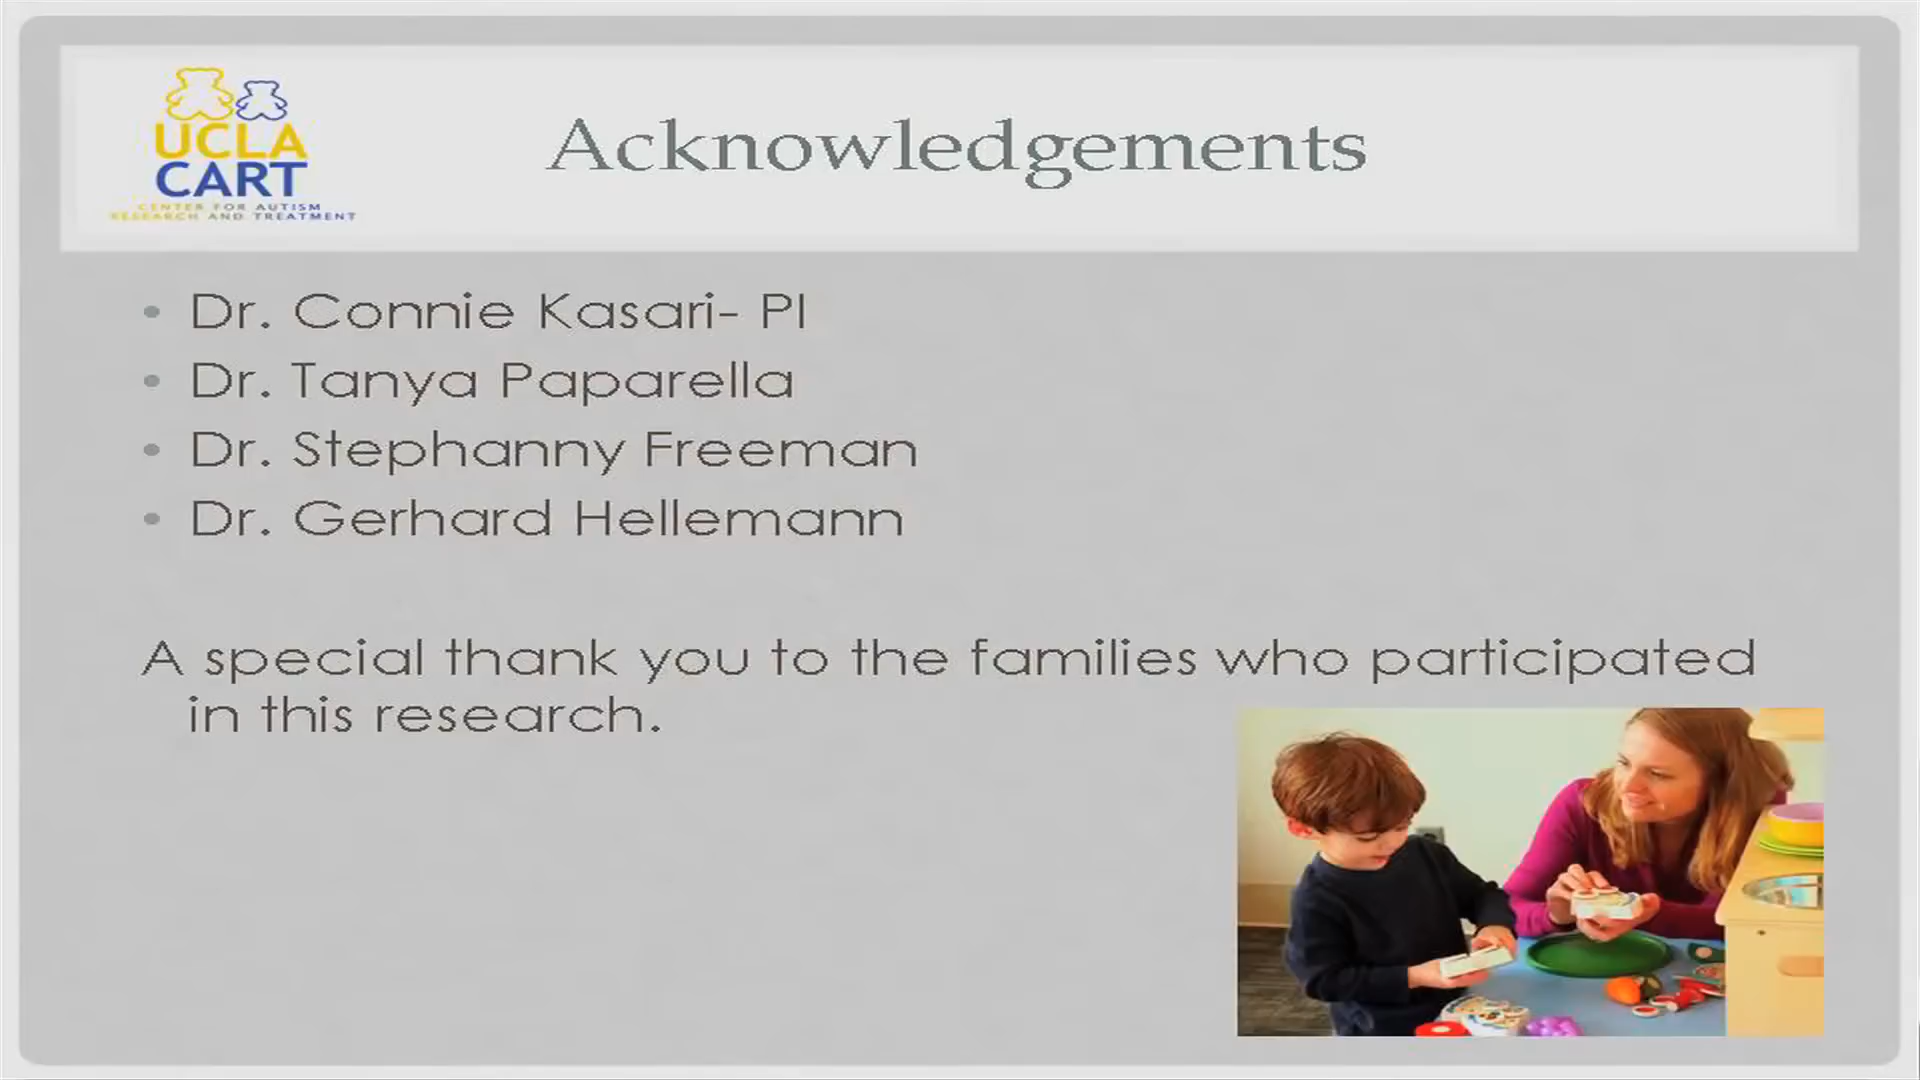 UCLA
CART
CENTER FOR AUTISM
RESEARCH AND TREATMENT
Acknowledgements
• Dr. Connie Kasari- PI
• Dr. Tanya Paparella
• Dr. Stephanny Freeman
• Dr. Gerhard Hellemann
A special thank you to the families who participated
in this research.